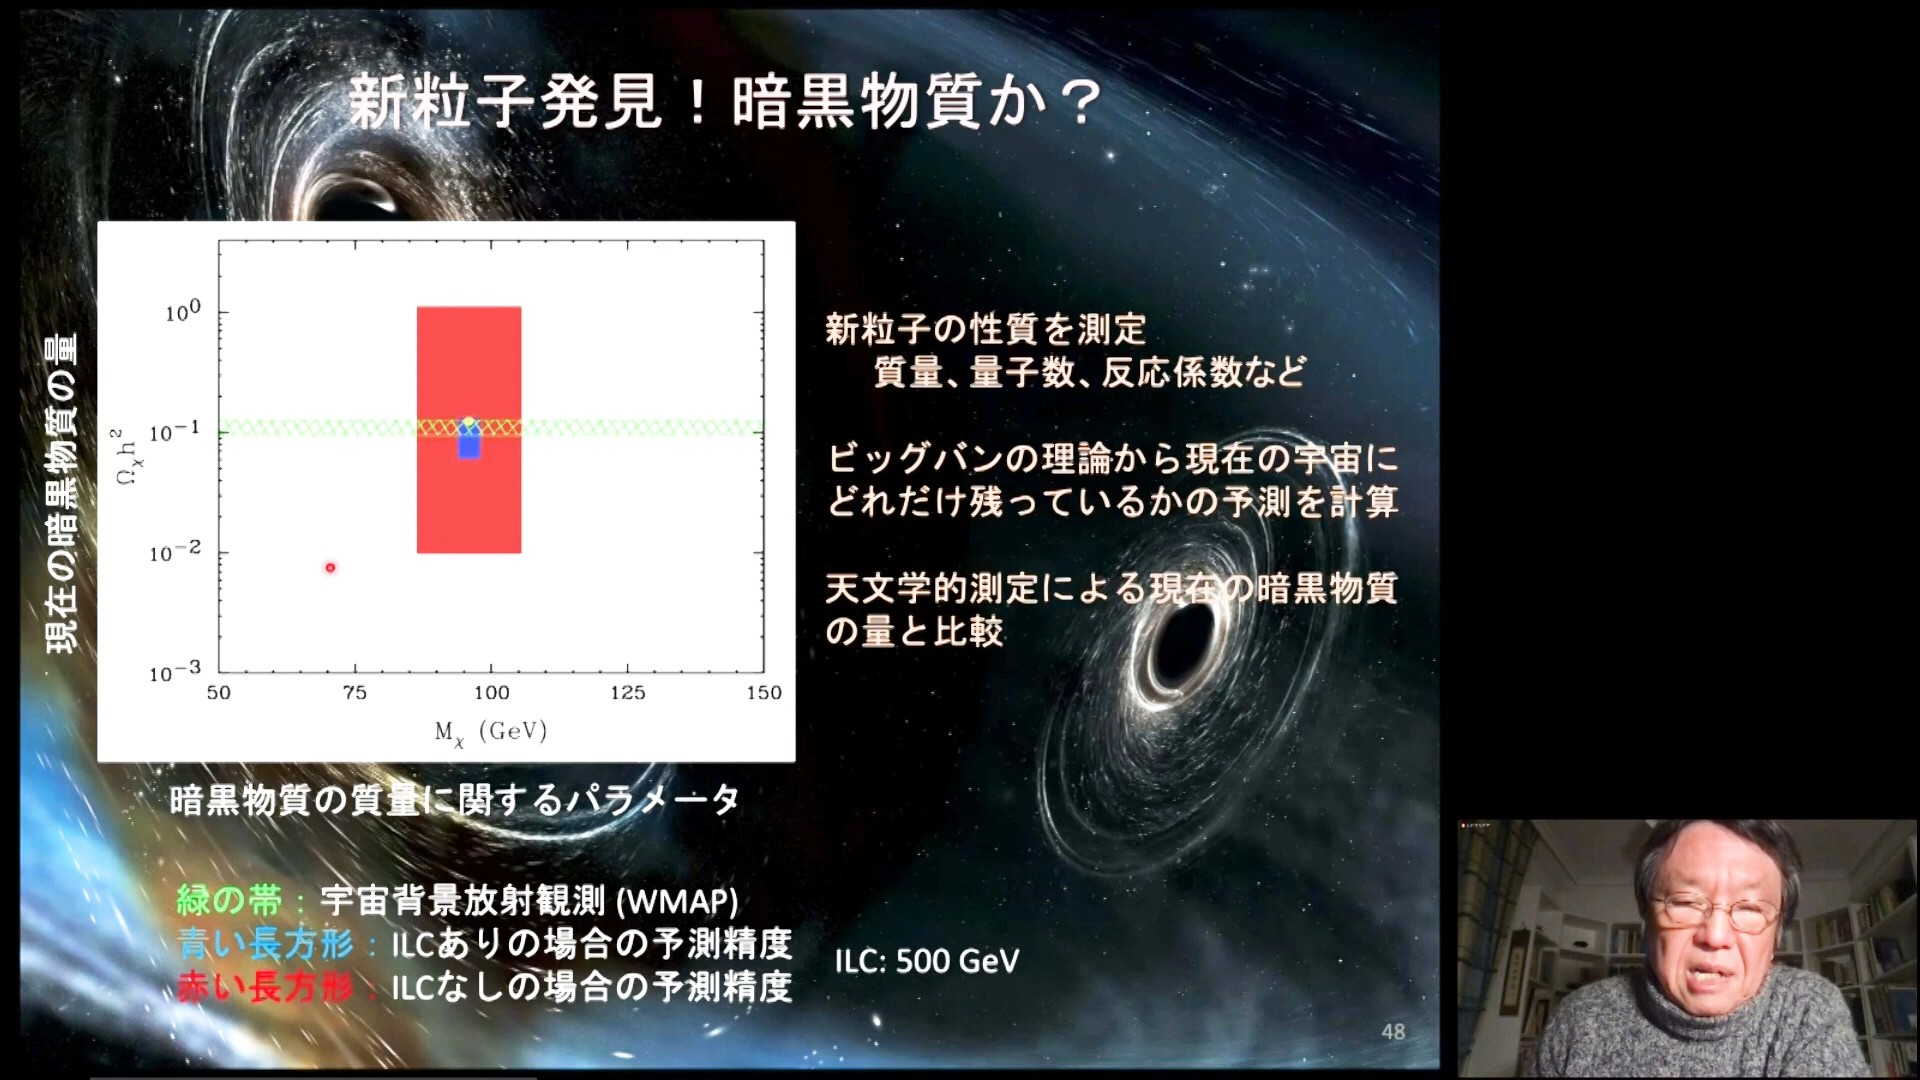 新粒子発見！暗黒物質か？
現在の暗黒物質の量
10⁰
10⁻¹
10⁻²
10⁻³
Ωχh²
50 75 100 125 150
Mχ (GeV)
暗黒物質の質量に関するパラメータ
新粒子の性質を測定
質量、量子数、反応係数など
ビッグバンの理論から現在の宇宙に
どれだけ残っているかの予測を計算
天文学的測定による現在の暗黒物質
の量と比較
緑の帯：宇宙背景放射観測 (WMAP)
青い長方形：ILCありの場合の予測精度
赤い長方形：ILCなしの場合の予測精度
ILC: 500 GeV
48